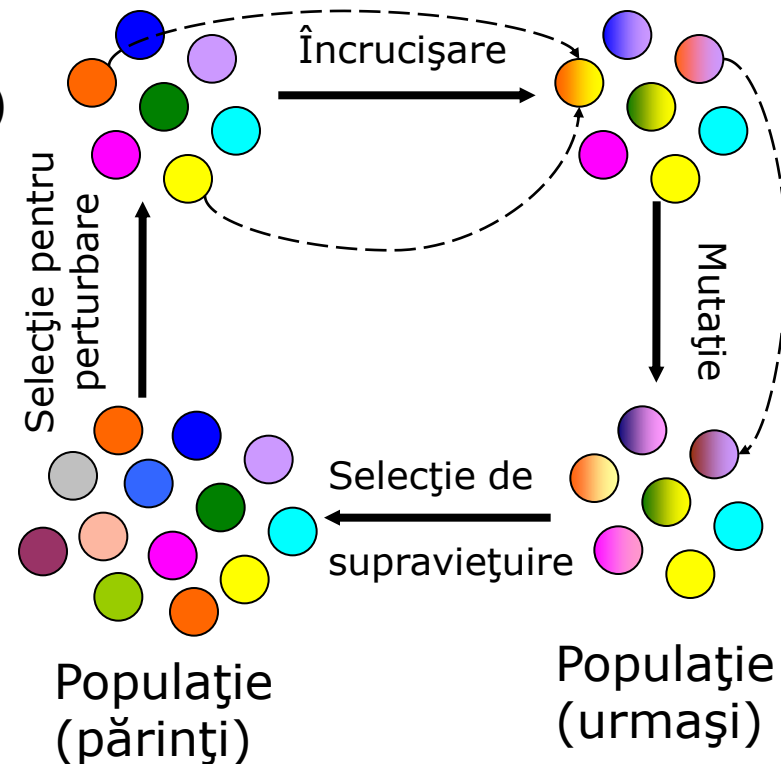 Încrucişare
Selecţie pentru
perturbare
Mutaţie
Selecţie de
supravieţuire
Populaţie
(părinţi)
Populaţie
(urmaşi)